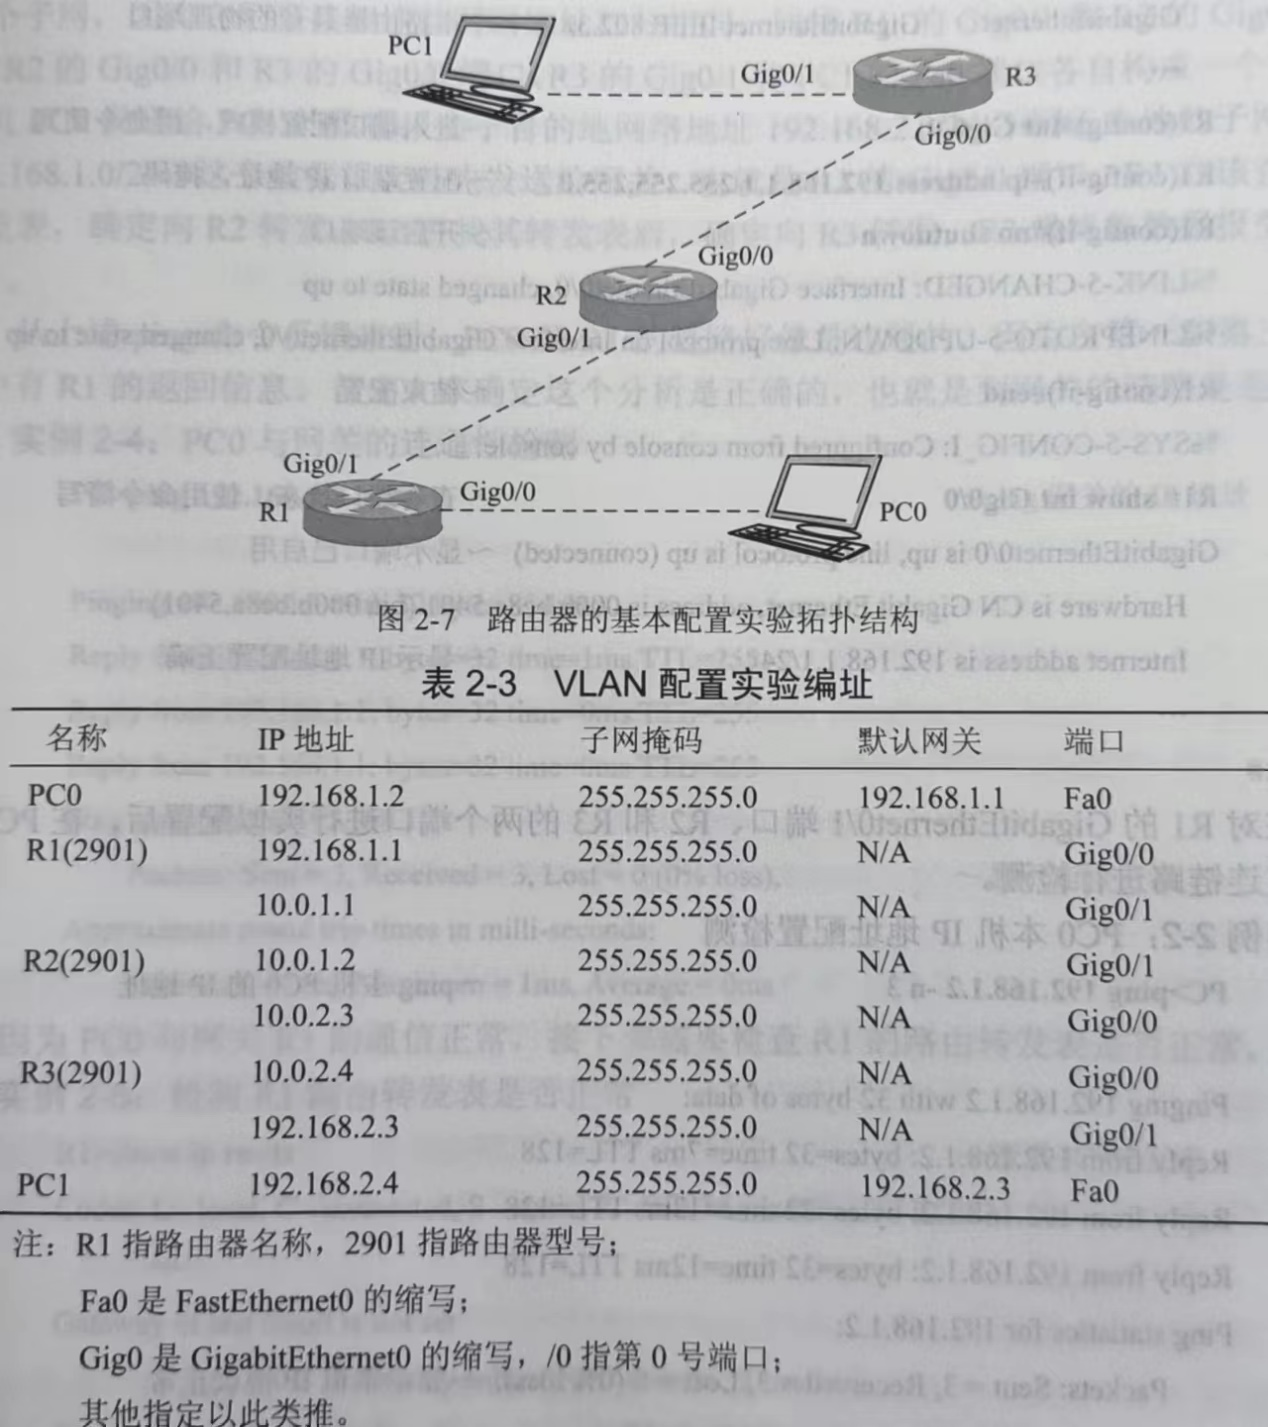 PC1
Gig0/1
R3
Gig0/0
Gig0/0
R2
Gig0/1
Gig0/1
Gig0/0
R1
PC0
图 2-7 路由器的基本配置实验拓扑结构
表 2-3 VLAN 配置实验编址
名称 IP 地址 子网掩码 默认网关 端口
PC0 192.168.1.2 255.255.255.0 192.168.1.1 Fa0
R1(2901) 192.168.1.1 255.255.255.0 N/A Gig0/0
10.0.1.1 255.255.255.0 N/A Gig0/1
R2(2901) 10.0.1.2 255.255.255.0 N/A Gig0/1
10.0.2.3 255.255.255.0 N/A Gig0/0
R3(2901) 10.0.2.4 255.255.255.0 N/A Gig0/0
192.168.2.3 255.255.255.0 N/A Gig0/1
PC1 192.168.2.4 255.255.255.0 192.168.2.3 Fa0
注：R1 指路由器名称，2901 指路由器型号；
Fa0 是 FastEthernet0 的缩写；
Gig0 是 GigabitEthernet0 的缩写，/0 指第 0 号端口；
其他指定以此类推。